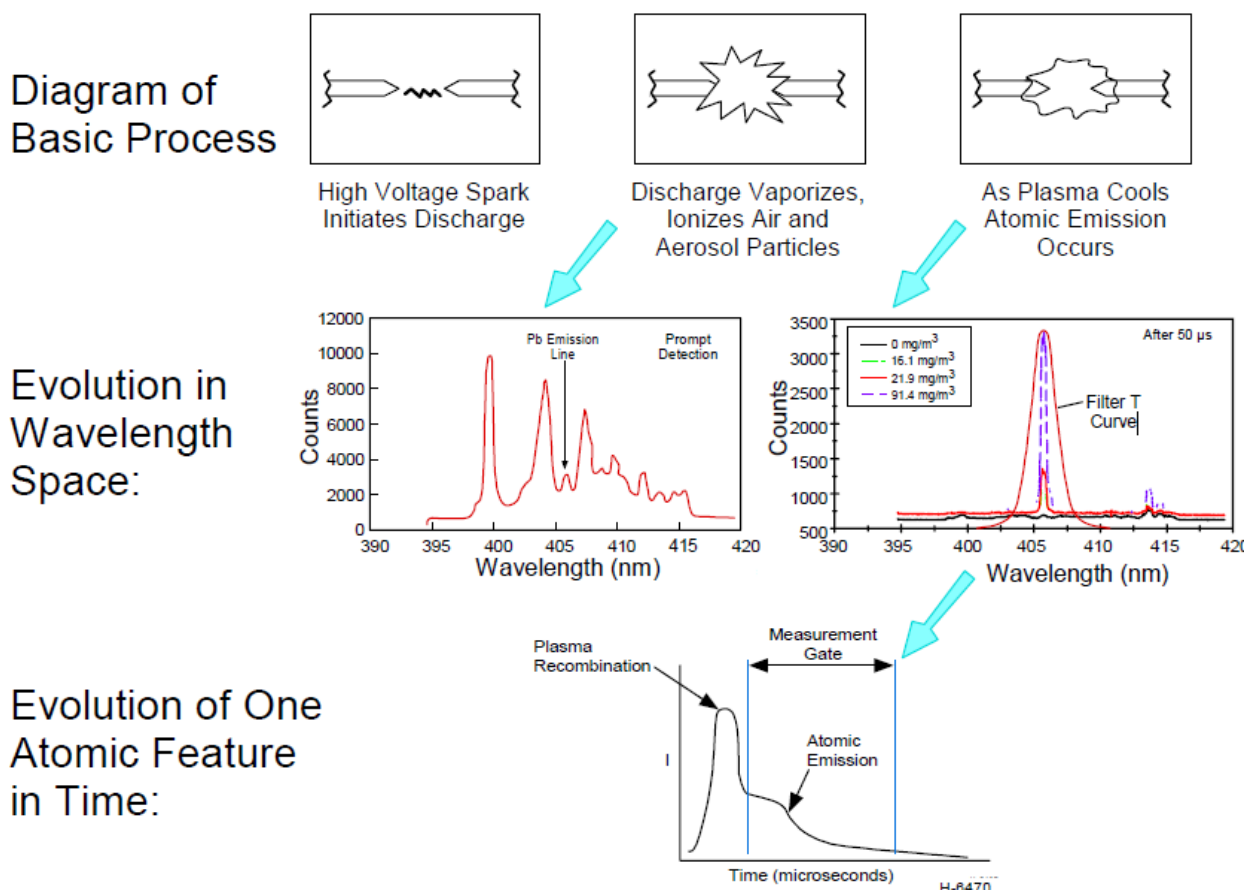 Diagram of
Basic Process
High Voltage Spark
Initiates Discharge
Discharge Vaporizes,
Ionizes Air and
Aerosol Particles
As Plasma Cools
Atomic Emission
Occurs
Evolution in
Wavelength
Space:
12000
10000
8000
6000
4000
2000
0
Counts
Pb Emission
Line
Prompt
Detection
390 395 400 405 410 415 420
Wavelength (nm)
3500
3000
2500
2000
1500
1000
500
Counts
0 mg/m³
16.1 mg/m³
21.9 mg/m³
91.4 mg/m³
After 50 µs
Filter T
Curve
390 395 400 405 410 415 420
Wavelength (nm)
Evolution of One
Atomic Feature
in Time:
Plasma
Recombination
Measurement
Gate
Atomic
Emission
I
Time (microseconds)
H-6470